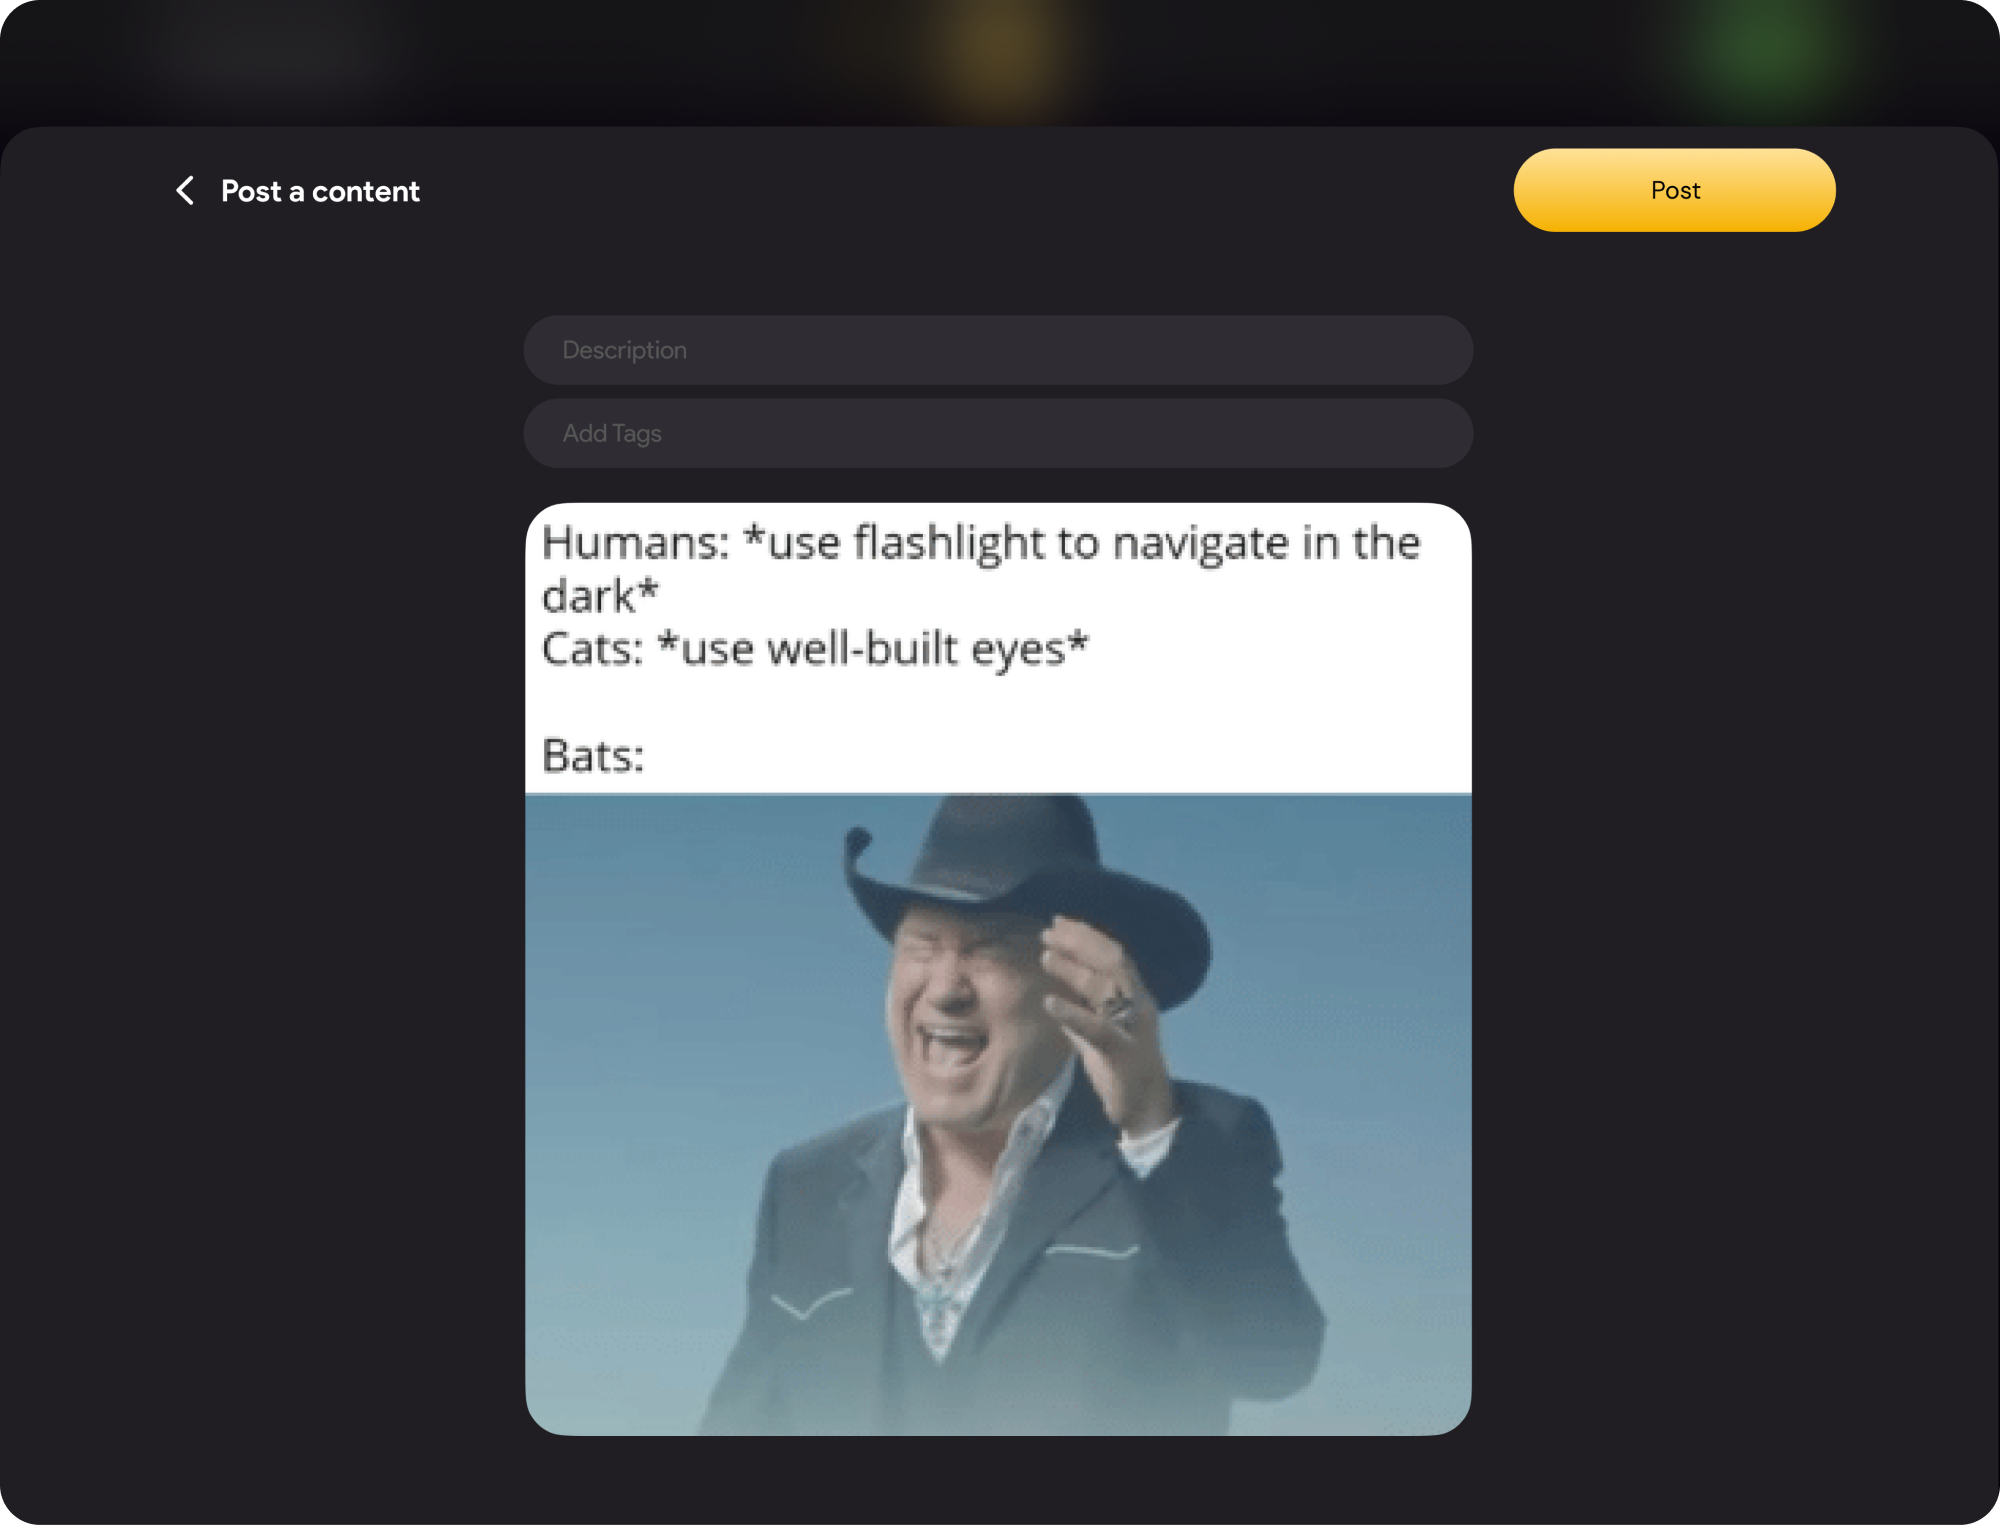 Post a content
Post
Description
Add Tags
Humans: *use flashlight to navigate in the
dark*
Cats: *use well-built eyes*
Bats: